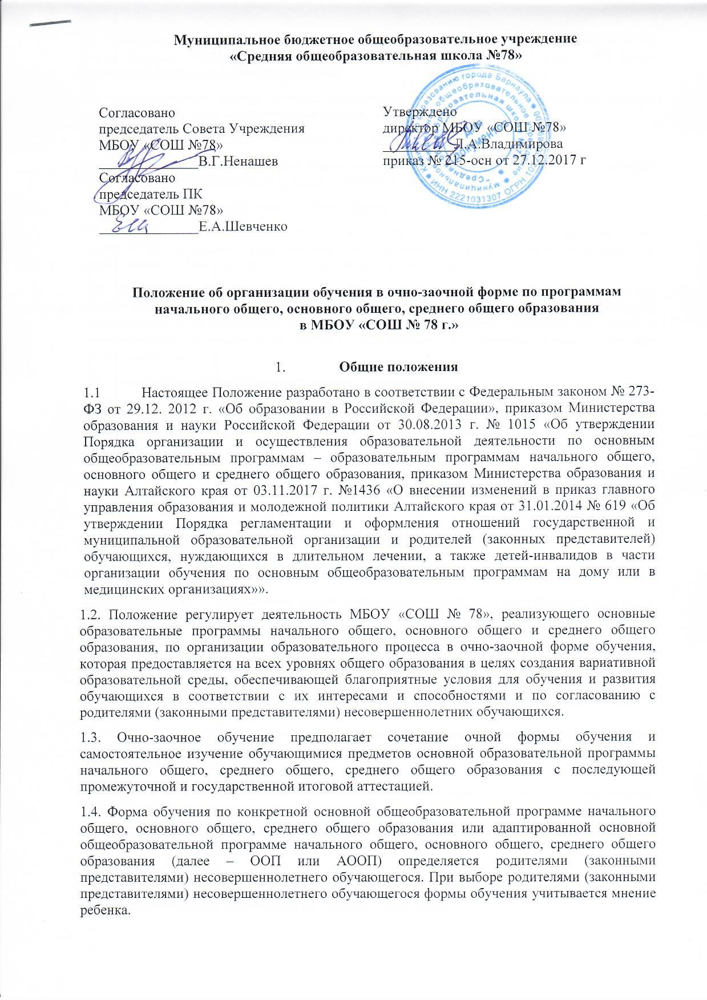 Муниципальное бюджетное общеобразовательное учреждение
«Средняя общеобразовательная школа №78»
Согласовано
председатель Совета Учреждения
МБОУ «СОШ №78»
______________В.Г.Ненашев
Согласовано
председатель ПК
МБОУ «СОШ №78»
______________Е.А.Шевченко
Утверждено
директор МБОУ «СОШ №78»
__________Л.А.Владимирова
приказ № 215-осн от 27.12.2017 г
образованию города Барнаула
общеобразовательное учреждение
Муниципальное
"Средняя
Для документов
ИНН 2221031307 ОГРН
Положение об организации обучения в очно-заочной форме по программам
начального общего, основного общего, среднего общего образования
в МБОУ «СОШ № 78 г.»
1. Общие положения
1.1 Настоящее Положение разработано в соответствии с Федеральным законом № 273-
ФЗ от 29.12. 2012 г. «Об образовании в Российской Федерации», приказом Министерства
образования и науки Российской Федерации от 30.08.2013 г. № 1015 «Об утверждении
Порядка организации и осуществления образовательной деятельности по основным
общеобразовательным программам – образовательным программам начального общего,
основного общего и среднего общего образования, приказом Министерства образования и
науки Алтайского края от 03.11.2017 г. №1436 «О внесении изменений в приказ главного
управления образования и молодежной политики Алтайского края от 31.01.2014 № 619 «Об
утверждении Порядка регламентации и оформления отношений государственной и
муниципальной образовательной организации и родителей (законных представителей)
обучающихся, нуждающихся в длительном лечении, а также детей-инвалидов в части
организации обучения по основным общеобразовательным программам на дому или в
медицинских организациях»».
1.2. Положение регулирует деятельность МБОУ «СОШ № 78», реализующего основные
образовательные программы начального общего, основного общего и среднего общего
образования, по организации образовательного процесса в очно-заочной форме обучения,
которая предоставляется на всех уровнях общего образования в целях создания вариативной
образовательной среды, обеспечивающей благоприятные условия для обучения и развития
обучающихся в соответствии с их интересами и способностями и по согласованию с
родителями (законными представителями) несовершеннолетних обучающихся.
1.3. Очно-заочное обучение предполагает сочетание очной формы обучения и
самостоятельное изучение обучающимися предметов основной образовательной программы
начального общего, среднего общего, среднего общего образования с последующей
промежуточной и государственной итоговой аттестацией.
1.4. Форма обучения по конкретной основной общеобразовательной программе начального
общего, основного общего, среднего общего образования или адаптированной основной
общеобразовательной программе начального общего, основного общего, среднего общего
образования (далее – ООП или АООП) определяется родителями (законными
представителями) несовершеннолетнего обучающегося. При выборе родителями (законными
представителями) несовершеннолетнего обучающегося формы обучения учитывается мнение
ребенка.